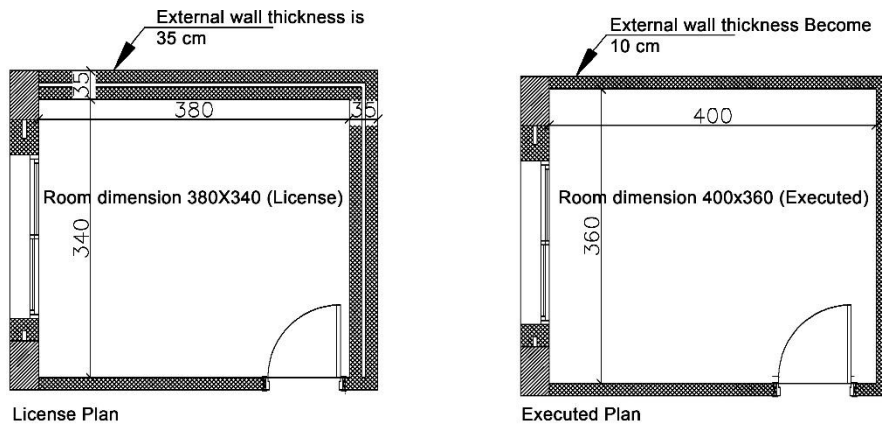 External wall thickness is
35 cm
35
380
35
Room dimension 380X340 (License)
340
License Plan
External wall thickness Become
10 cm
400
Room dimension 400x360 (Executed)
360
Executed Plan